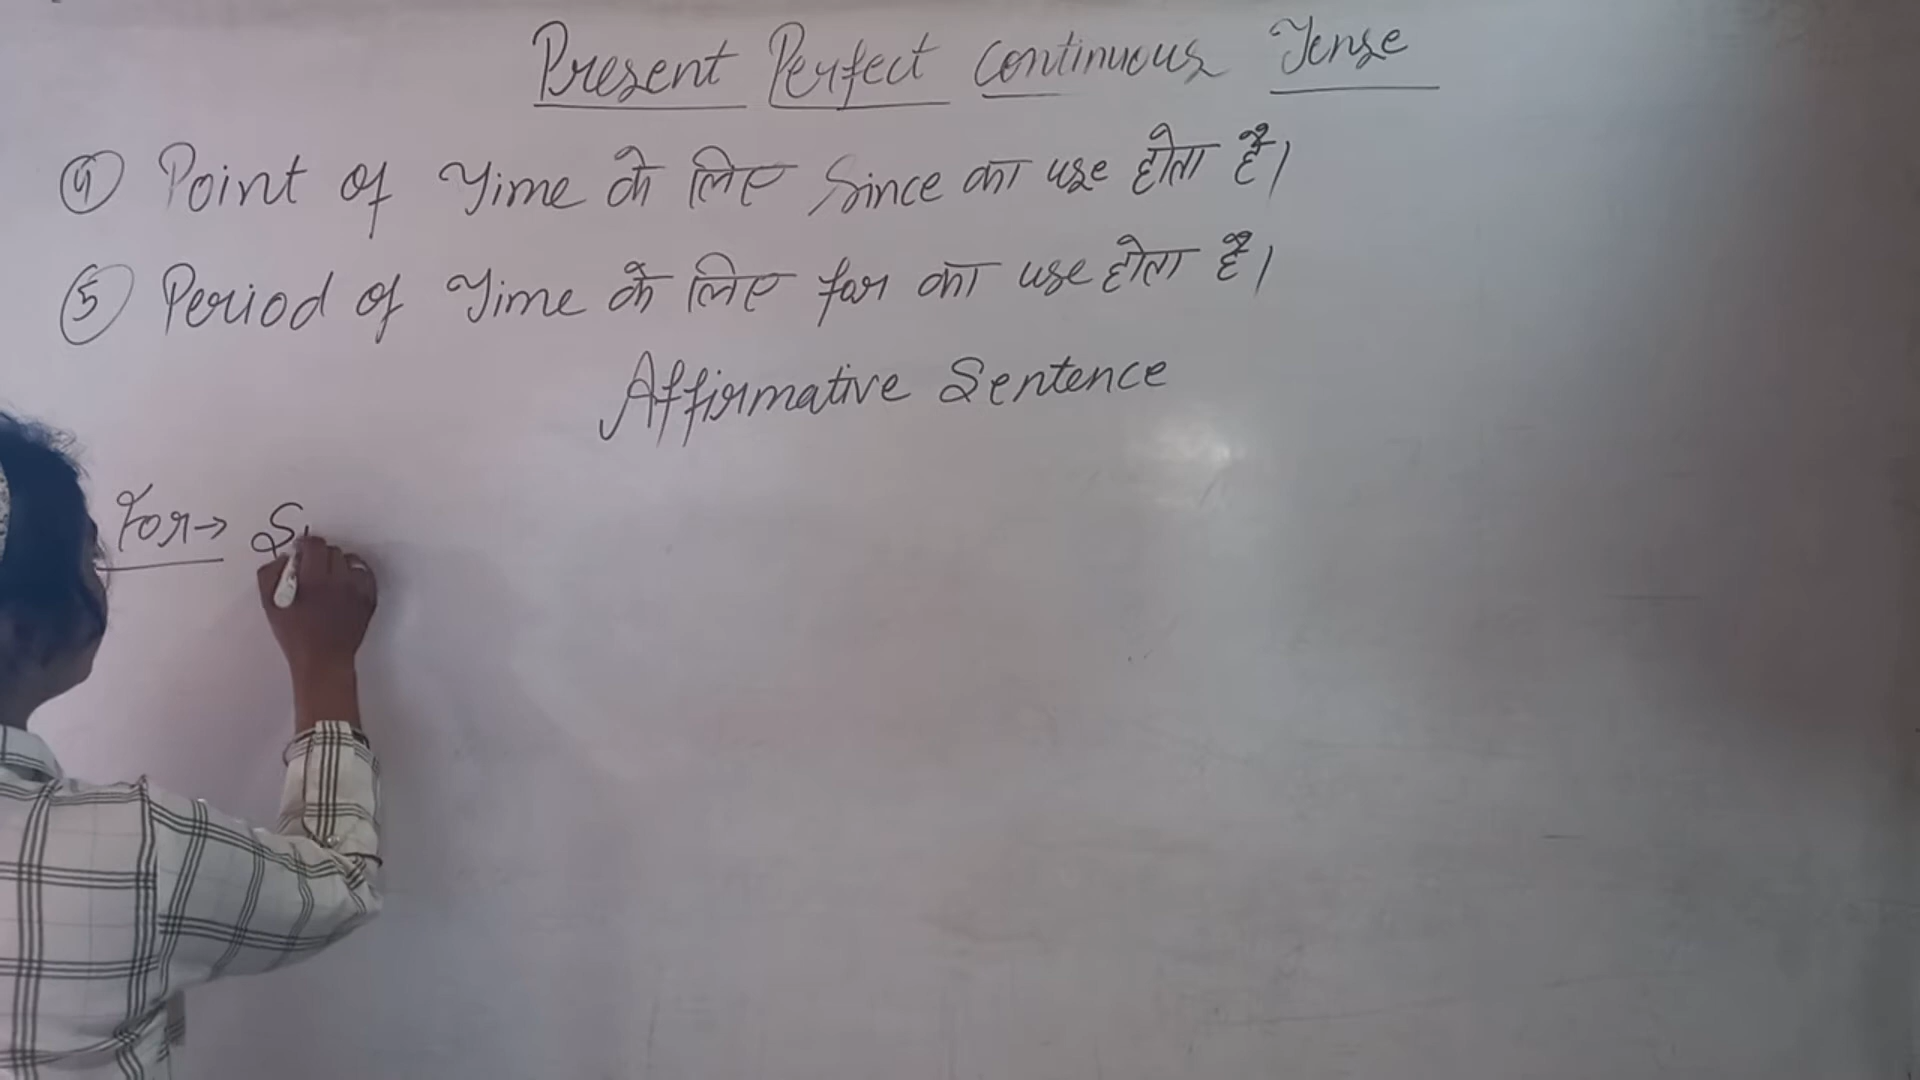 Present Perfect Continuous Tense
④ Point of Time के लिए Since का use होता है।
⑤ Period of Time के लिए for का use होता है।
Affirmative Sentence
For→ S